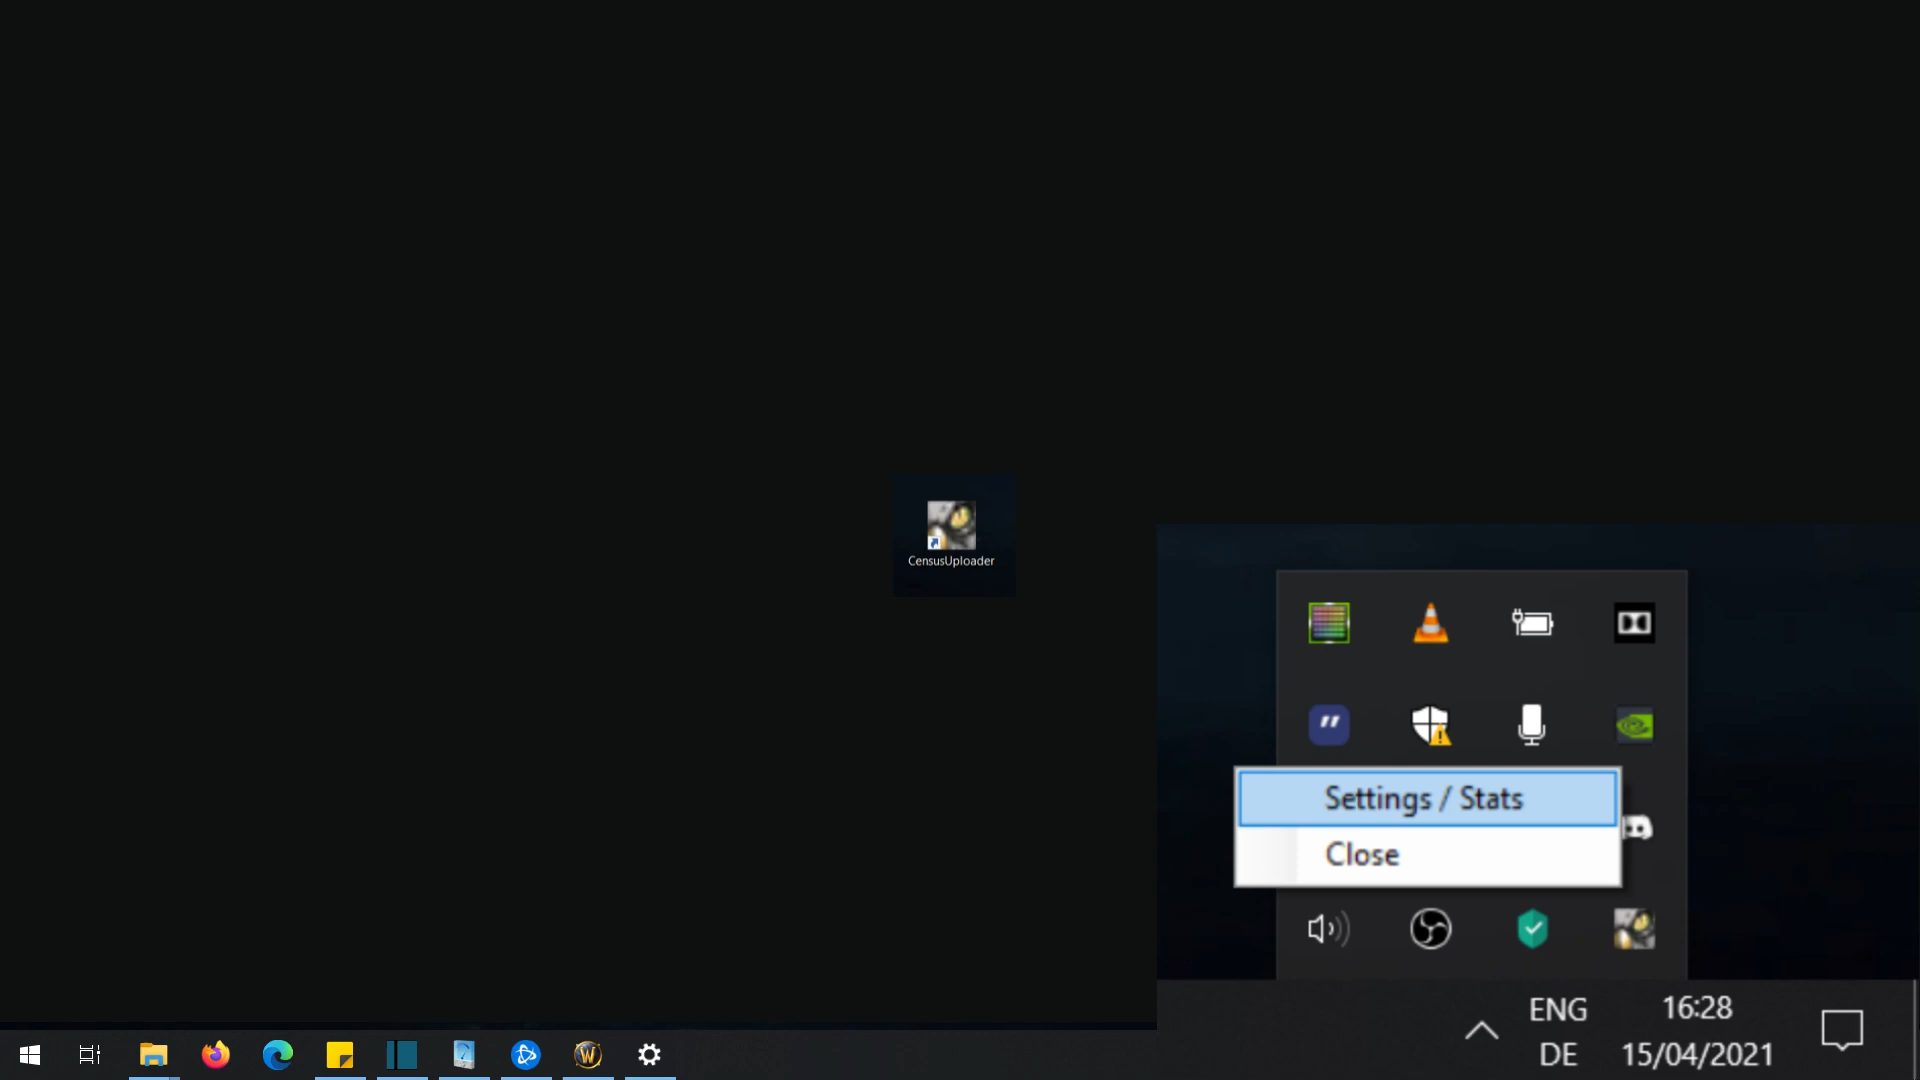 CensusUploader
Settings / Stats
Close
ENG
16:28
DE
15/04/2021